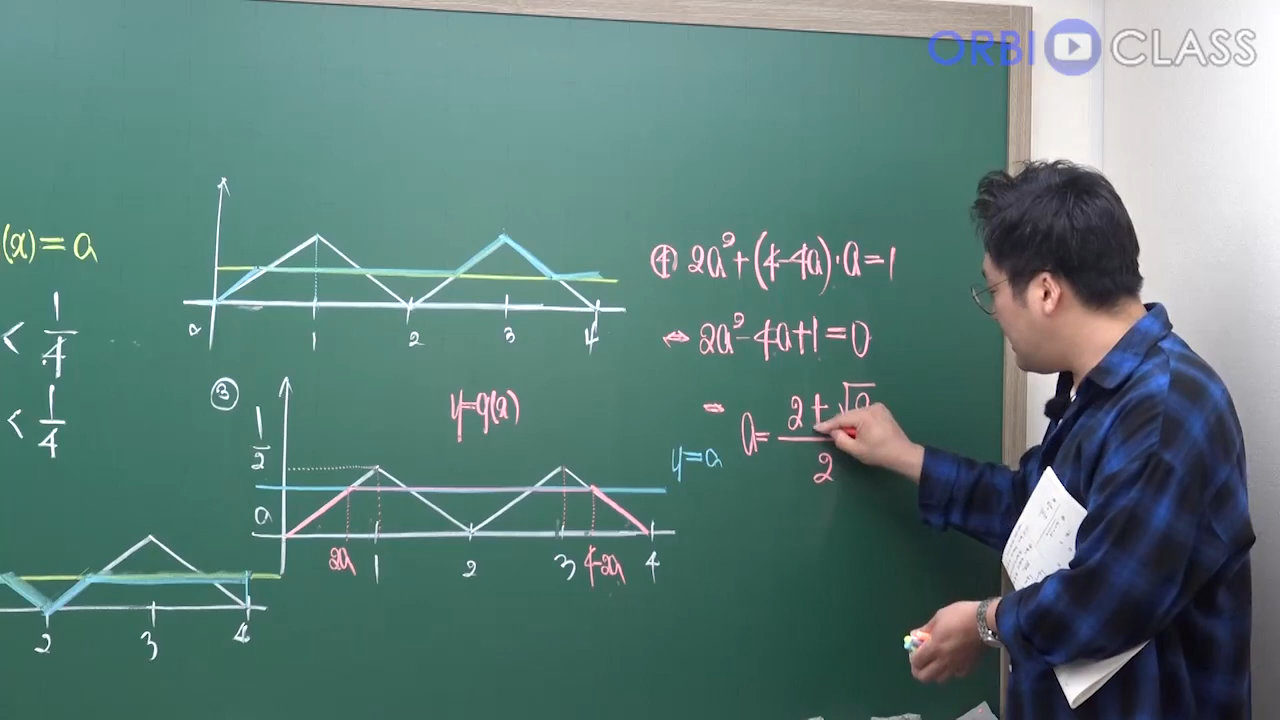 ORBI CLASS
(x)=a
< 1/4
< 1/4
0 1 2 3 4
③
y=g(x)
1/2
a
y=a
2a 1 2 3 4-2a 4
2 3 4
④ 2a²+(4-4a)·a=1
⇔ 2a²-4a+1=0
a= 2±√2 / 2